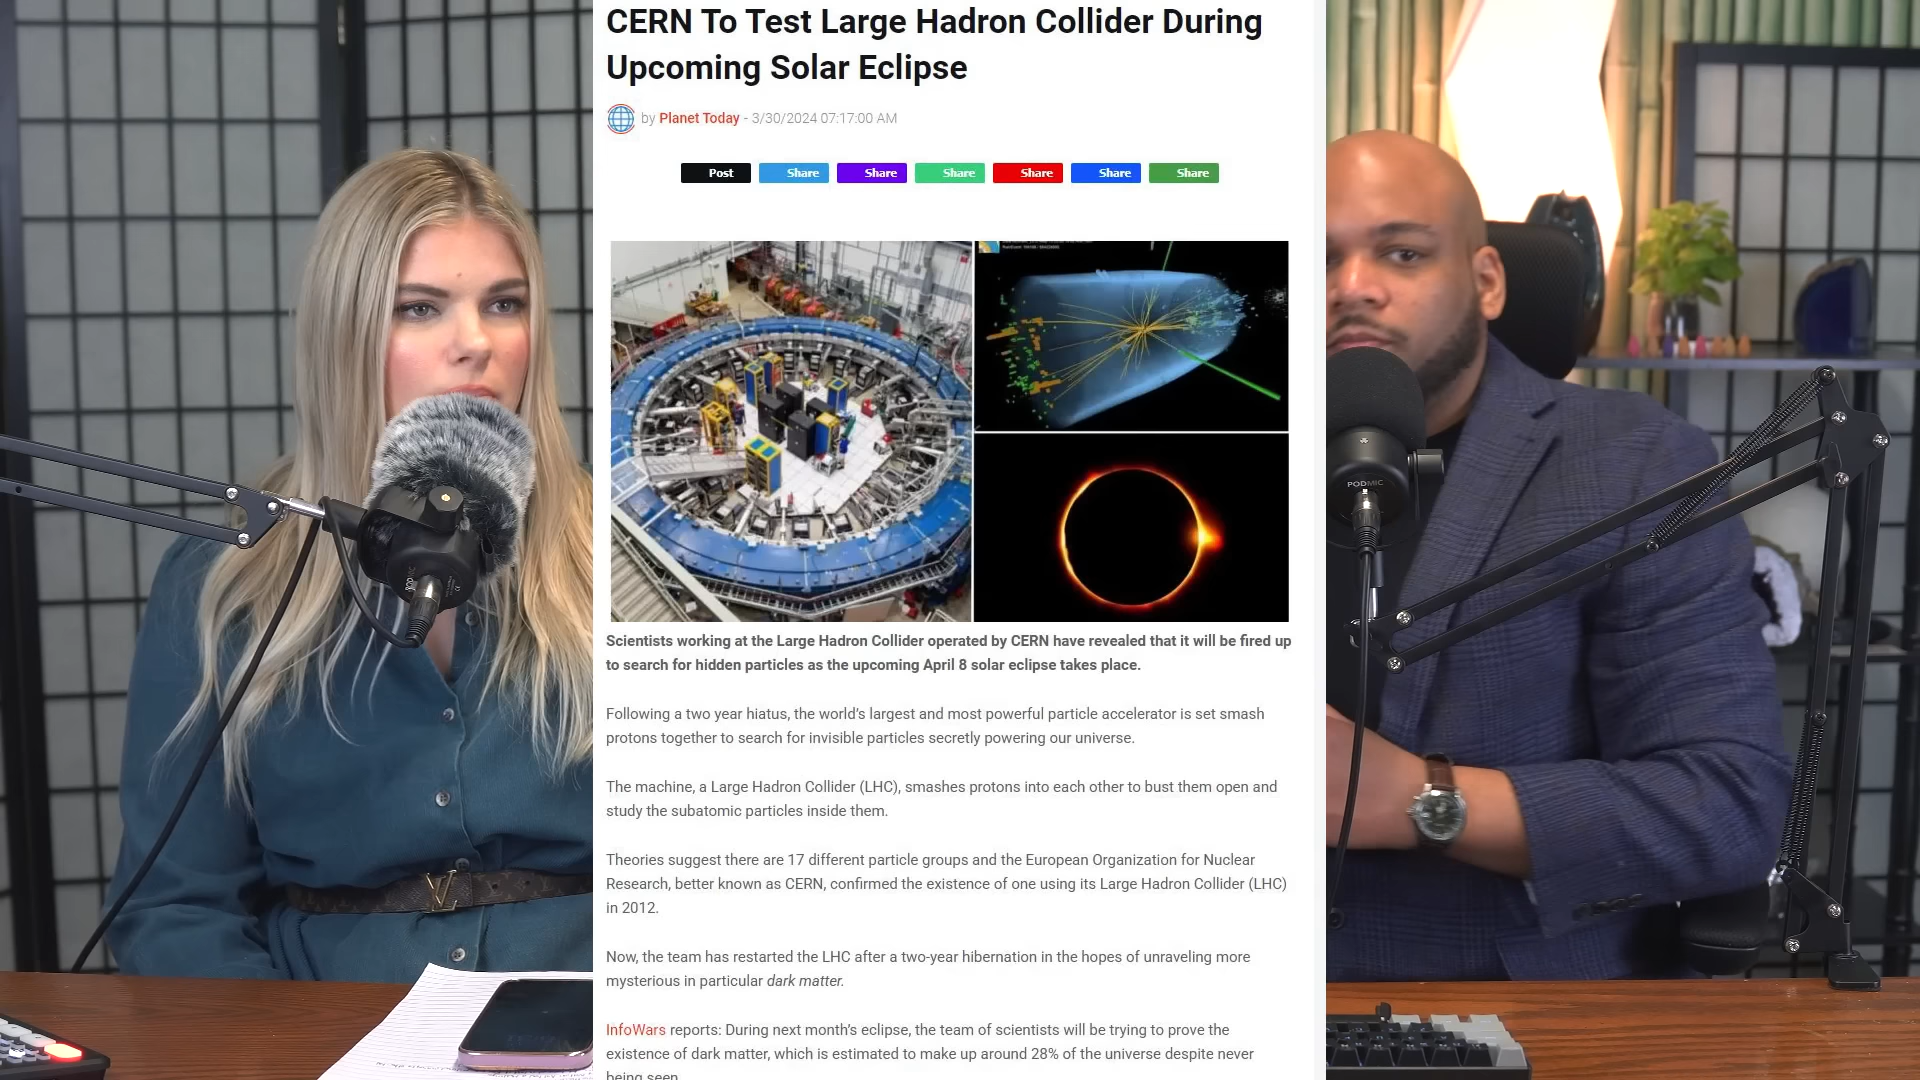 CERN To Test Large Hadron Collider During
Upcoming Solar Eclipse
by Planet Today - 3/30/2024 07:17:00 AM
Post Share Share Share Share Share Share
Scientists working at the Large Hadron Collider operated by CERN have revealed that it will be fired up
to search for hidden particles as the upcoming April 8 solar eclipse takes place.
Following a two year hiatus, the world's largest and most powerful particle accelerator is set smash
protons together to search for invisible particles secretly powering our universe.
The machine, a Large Hadron Collider (LHC), smashes protons into each other to bust them open and
study the subatomic particles inside them.
Theories suggest there are 17 different particle groups and the European Organization for Nuclear
Research, better known as CERN, confirmed the existence of one using its Large Hadron Collider (LHC)
in 2012.
Now, the team has restarted the LHC after a two-year hibernation in the hopes of unraveling more
mysterious in particular dark matter.
InfoWars reports: During next month's eclipse, the team of scientists will be trying to prove the
existence of dark matter, which is estimated to make up around 28% of the universe despite never
being seen
PODMIC